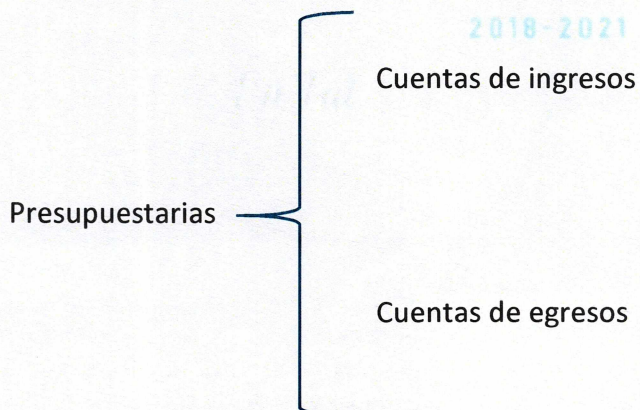 2018-2021
Cuentas de ingresos
Presupuestarias
Cuentas de egresos